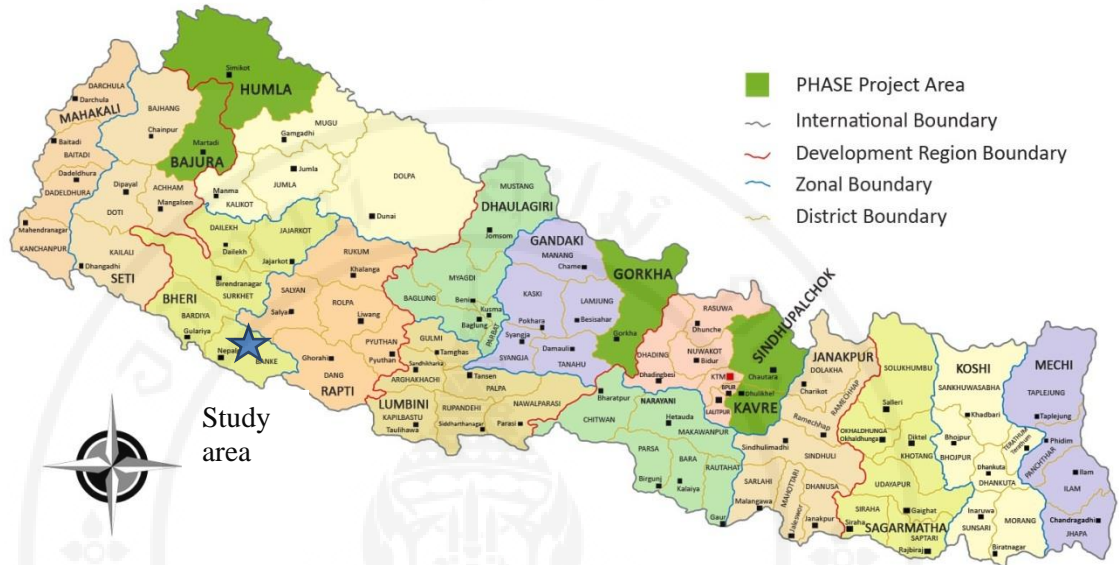 PHASE Project Area
International Boundary
Development Region Boundary
Zonal Boundary
District Boundary
Study
area
DARCHULA
Darchula
MAHAKALI
Baitadi
BAITADI
Dadeldhura
DADELDHURA
Mahendranagar
KANCHANPUR
BAJHANG
Chainpur
Dipayal
DOTI
ACHHAM
Mangalsen
KAILALI
Dhangadhi
SETI
Simikot
HUMLA
Martadi
BAJURA
MUGU
Gamgadhi
Jumla
JUMLA
Manma
KALIKOT
DOLPA
Dunai
DAILEKH
Dailekh
JAJARKOT
Jajarkot
Birendranagar
SURKHET
BHERI
BARDIYA
Gulariya
Nepal
BANKE
RUKUM
Khalanga
SALYAN
Salya
ROLPA
Liwang
PYUTHAN
Pyuthan
Ghorahi
DANG
RAPTI
MUSTANG
DHAULAGIRI
Jomsom
MYAGDI
Beni
BAGLUNG
Baglung
Kusma
PARBAT
GULMI
Tamghas
Sandhikharka
ARGHAKHACHI
Tansen
PALPA
LUMBINI
KAPILBASTU
Taulihawa
RUPANDEHI
Siddharthanagar
NAWALPARASI
Parasi
GANDAKI
MANANG
Chame
KASKI
LAMJUNG
Pokhara
Besisahar
Syangja
SYANGJA
Damauli
TANAHU
GORKHA
Gorkha
RASUWA
Dhunche
DHADING
Dhadingbesi
NUWAKOT
Bidur
KTM
BPUR
LALITPUR
SINDHUPALCHOK
Chautara
Dhulikhel
KAVRE
Bharatpur
CHITWAN
NARAYANI
Hetauda
MAKAWANPUR
PARSA
Birgunj
BARA
Kalaiya
RAUTAHAT
Gaur
JANAKPUR
DOLAKHA
Charikot
RAMECHHAP
Ramechhap
Sindhulimadhi
SINDHULI
SARLAHI
Malangawa
MAHOTTARI
Jaleswor
DHANUSA
Janakpur
SOLUKHUMBU
Salleri
OKHALDHUNGA
Okhaldhunga
Diktel
KHOTANG
UDAYAPUR
Gaighat
SIRAHA
Siraha
SAGARMATHA
SAPTARI
Rajbiraj
KOSHI
SANKHUWASABHA
Khadbari
Bhojpur
BHOJPUR
TERATHUM
Terathum
Dhankuta
DHANKUTA
Inaruwa
SUNSARI
MORANG
Biratnagar
MECHI
TAPLEJUNG
Taplejung
Phidim
PANCHTHAR
Ilam
ILAM
Chandragadhi
JHAPA